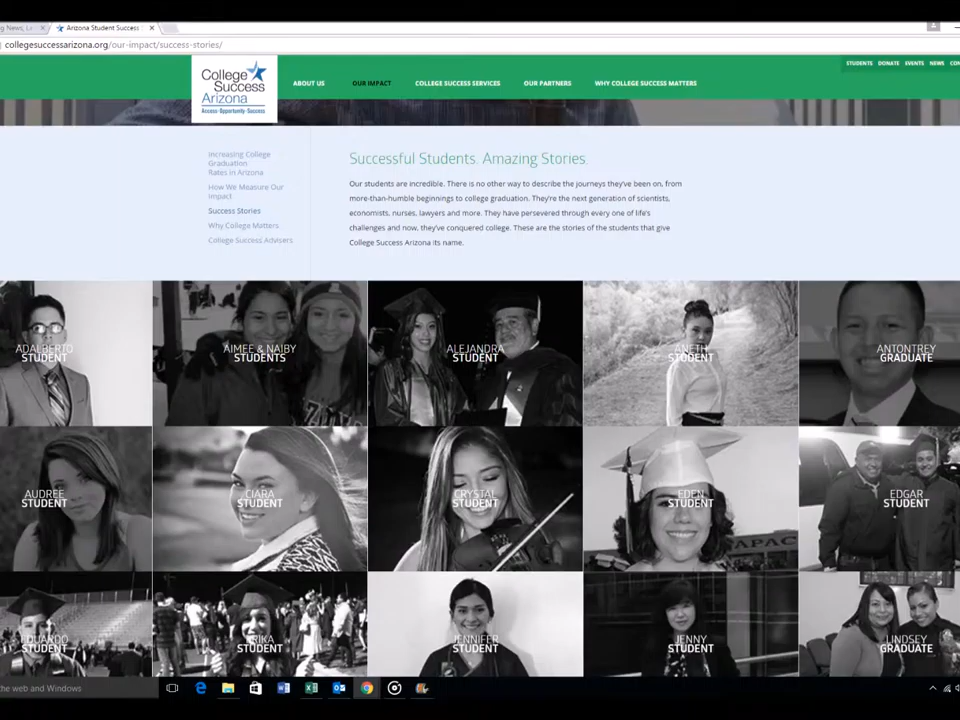 Arizona Student Success
collegesuccessarizona.org/our-impact/success-stories/
STUDENTS DONATE EVENTS NEWS
College
Success
Arizona
Access·Opportunity·Success
ABOUT US OUR IMPACT COLLEGE SUCCESS SERVICES OUR PARTNERS WHY COLLEGE SUCCESS MATTERS
Increasing College
Graduation
Rates in Arizona
How We Measure Our
Impact
Success Stories
Why College Matters
College Success Advisers
Successful Students. Amazing Stories.
Our students are incredible. There is no other way to describe the journeys they've been on, from
more-than-humble beginnings to college graduation. They're the next generation of scientists,
economists, nurses, lawyers and more. They have persevered through every one of life's
challenges and now, they've conquered college. These are the stories of the students that give
College Success Arizona its name.
ADALBERTO
STUDENT
AIMEE & NAIBY
STUDENTS
ALEJANDRA
STUDENT
ANETH
STUDENT
ANTONTREY
GRADUATE
AUDREE
STUDENT
CIARA
STUDENT
CRYSTAL
STUDENT
EDEN
STUDENT
EDGAR
STUDENT
EDUARDO
STUDENT
ERIKA
STUDENT
JENNIFER
STUDENT
JENNY
STUDENT
LINDSEY
GRADUATE
the web and Windows